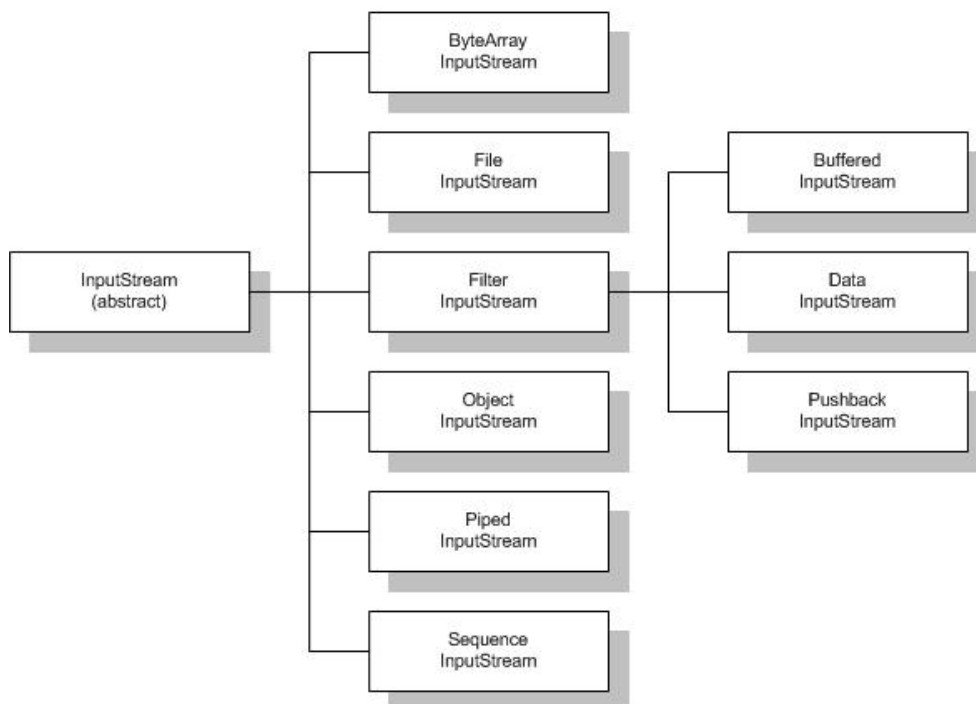 ByteArray
InputStream
File
InputStream
Buffered
InputStream
InputStream
(abstract)
Filter
InputStream
Data
InputStream
Object
InputStream
Pushback
InputStream
Piped
InputStream
Sequence
InputStream